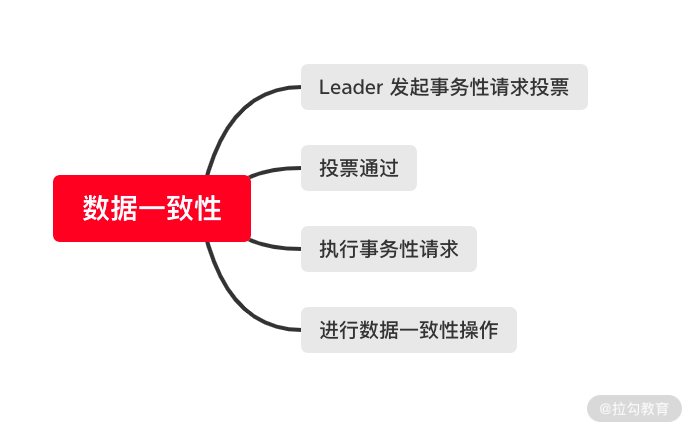 Leader 发起事务性请求投票
投票通过
数据一致性
执行事务性请求
进行数据一致性操作
@拉勾教育